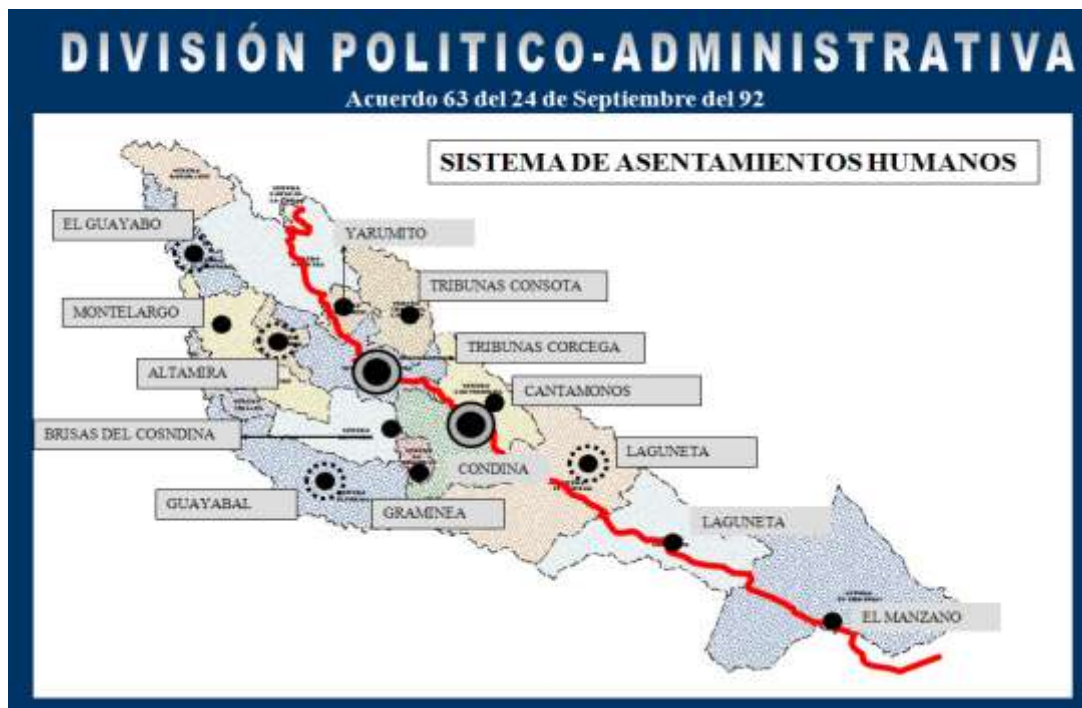 DIVISIÓN POLITICO-ADMINISTRATIVA
Acuerdo 63 del 24 de Septiembre del 92
SISTEMA DE ASENTAMIENTOS HUMANOS
EL GUAYABO
YARUMITO
TRIBUNAS CONSOTA
MONTELARGO
TRIBUNAS CORCEGA
ALTAMIRA
CANTAMONOS
BRISAS DEL COSNDINA
LAGUNETA
CONDINA
GUAYABAL
GRAMINEA
LAGUNETA
EL MANZANO